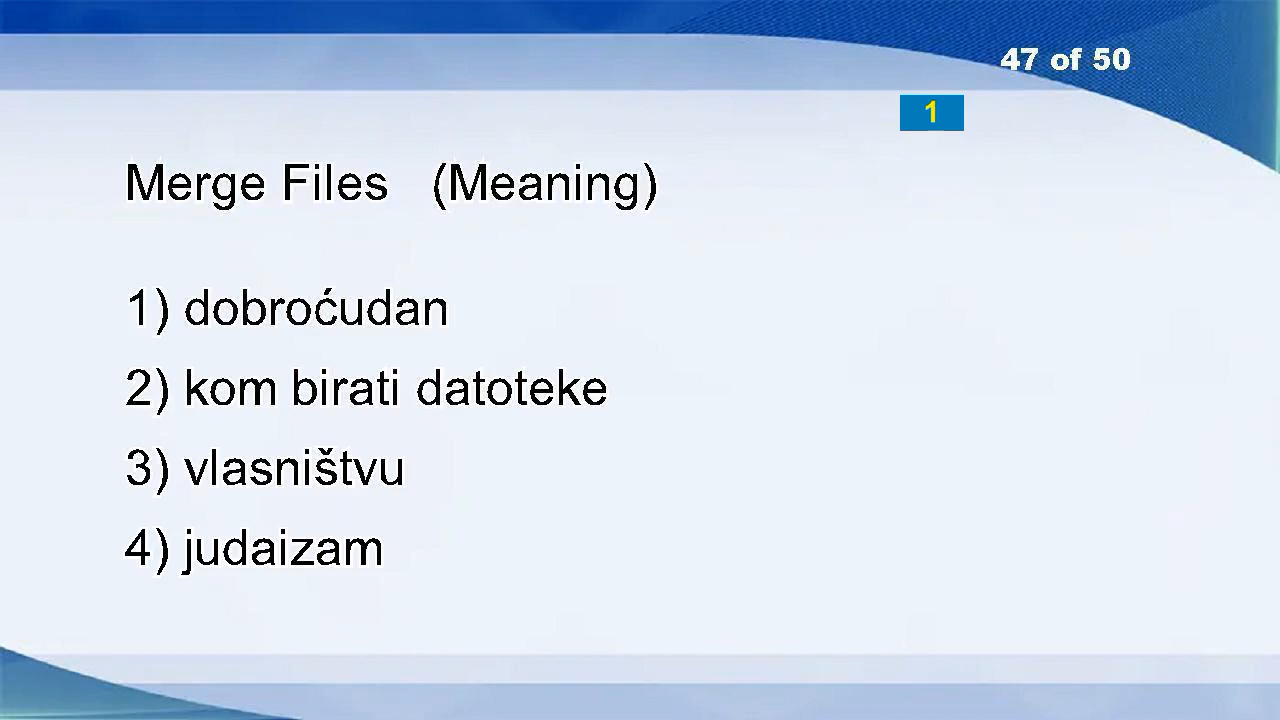 47 of 50
1
Merge Files (Meaning)
1) dobroćudan
2) kom birati datoteke
3) vlasništvu
4) judaizam